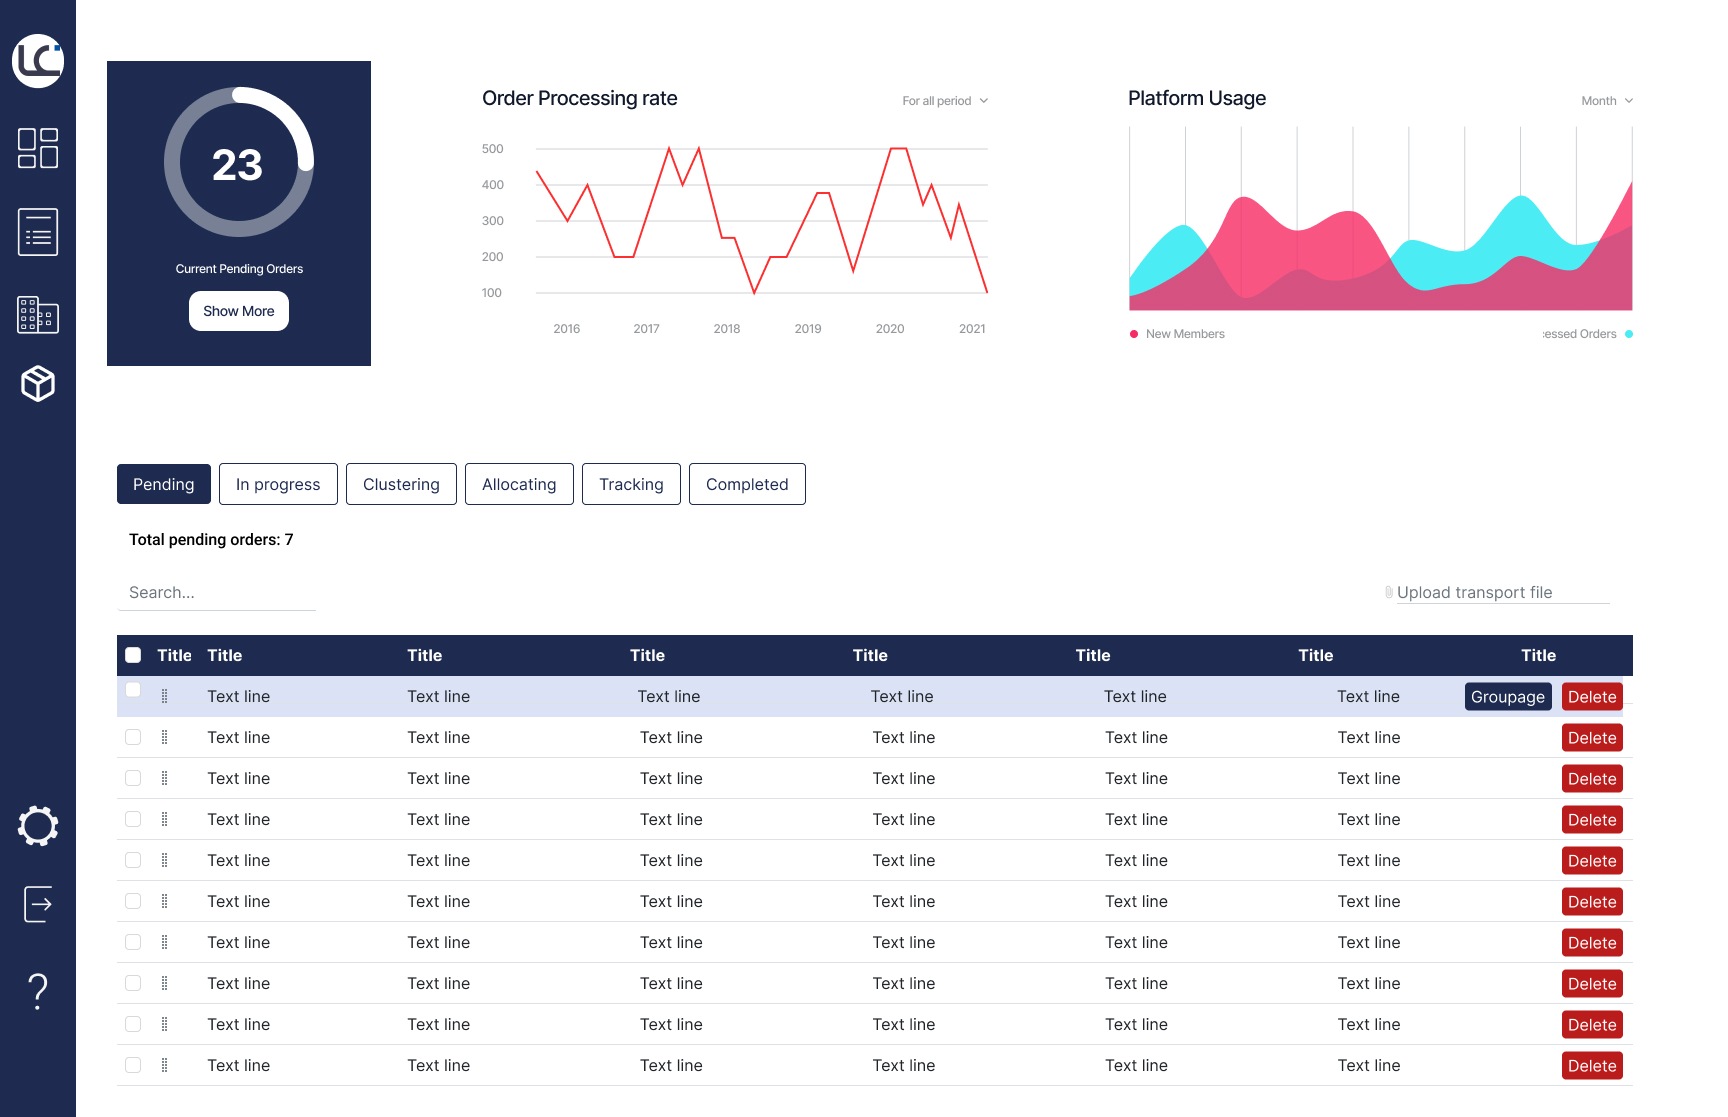 LC
23
Current Pending Orders
Show More
Order Processing rate
For all period
500
400
300
200
100
2016 2017 2018 2019 2020 2021
Platform Usage
Month
New Members
cessed Orders
Pending In progress Clustering Allocating Tracking Completed
Total pending orders: 7
Search...
Upload transport file
Title Title Title Title Title Title Title Title
Text line Text line Text line Text line Text line Text line Groupage Delete
Text line Text line Text line Text line Text line Text line Delete
Text line Text line Text line Text line Text line Text line Delete
Text line Text line Text line Text line Text line Text line Delete
Text line Text line Text line Text line Text line Text line Delete
Text line Text line Text line Text line Text line Text line Delete
Text line Text line Text line Text line Text line Text line Delete
Text line Text line Text line Text line Text line Text line Delete
Text line Text line Text line Text line Text line Text line Delete
Text line Text line Text line Text line Text line Text line Delete
?